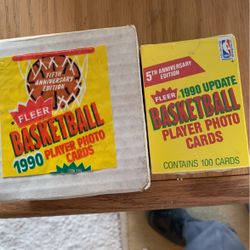 FIFTH ANNIVERSARY
EDITION
FLEER
BASKETBALL
1990 PLAYER PHOTO
CARDS
5TH ANNIVERSARY
EDITION
NBA
FLEER
1990 UPDATE
BASKETBALL
PLAYER PHOTO
CARDS
CONTAINS 100 CARDS